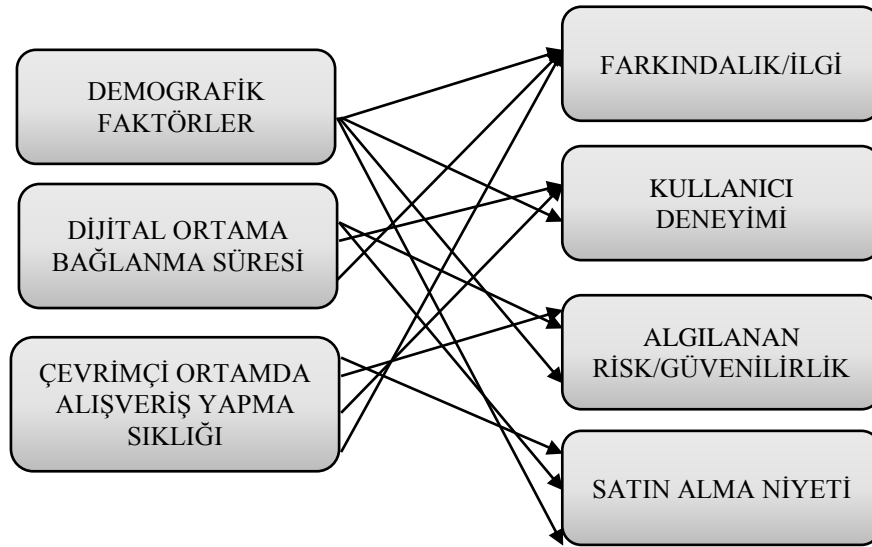 DEMOGRAFİK
FAKTÖRLER
DİJİTAL ORTAMA
BAĞLANMA SÜRESİ
ÇEVRİMÇİ ORTAMDA
ALIŞVERİŞ YAPMA
SIKLIĞI
FARKINDALIK/İLGİ
KULLANICI
DENEYİMİ
ALGILANAN
RİSK/GÜVENİLİRLİK
SATIN ALMA NİYETİ